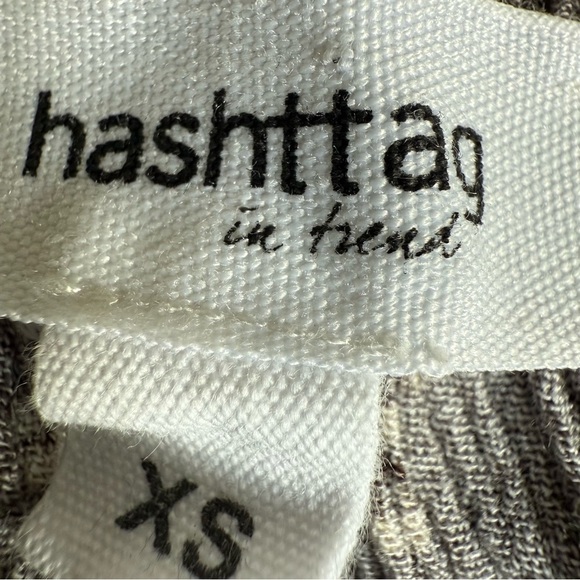 hashttag
in trend
XS